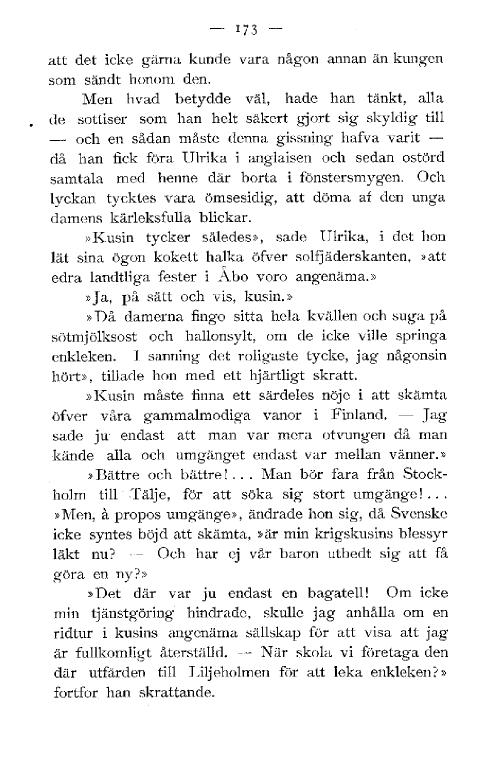 — 173 —
att det icke gärna kunde vara någon annan än kungen
som sändt honom den.
Men hvad betydde väl, hade han tänkt, alla
de sottiser som han helt säkert gjort sig skyldig till
— och en sådan måste denna gissning hafva varit —
då han fick föra Ulrika i anglaisen och sedan ostörd
samtala med henne där borta i fönstersmygen. Och
lyckan tycktes vara ömsesidig, att döma af den unga
damens kärleksfulla blickar.
»Kusin tycker således», sade Ulrika, i det hon
lät sina ögon kokett halka öfver solfjäderskanten, »att
edra landtliga fester i Åbo voro angenäma.»
»Ja, på sätt och vis, kusin.»
»Då damerna fingo sitta hela kvällen och suga på
sötmjölksost och hallonsylt, om de icke ville springa
enkleken. I sanning det roligaste tycke, jag någonsin
hört», tillade hon med ett hjärtligt skratt.
»Kusin måste finna ett särdeles nöje i att skämta
öfver våra gammalmodiga vanor i Finland. — Jag
sade ju endast att man var mera otvungen då man
kände alla och umgänget endast var mellan vänner.»
»Bättre och bättre!... Man bör fara från Stock-
holm till Tälje, för att söka sig stort umgänge!...
»Men, à propos umgänge», ändrade hon sig, då Svenske
icke syntes böjd att skämta, »är min krigskusins blessyr
läkt nu? — Och har ej vår baron utbedt sig att få
göra en ny?»
»Det där var ju endast en bagatell! Om icke
min tjänstgöring hindrade, skulle jag anhålla om en
ridtur i kusins angenäma sällskap för att visa att jag
är fullkomligt återställd. — När skola vi företaga den
där utfärden till Liljeholmen för att leka enkleken?»
fortfor han skrattande.